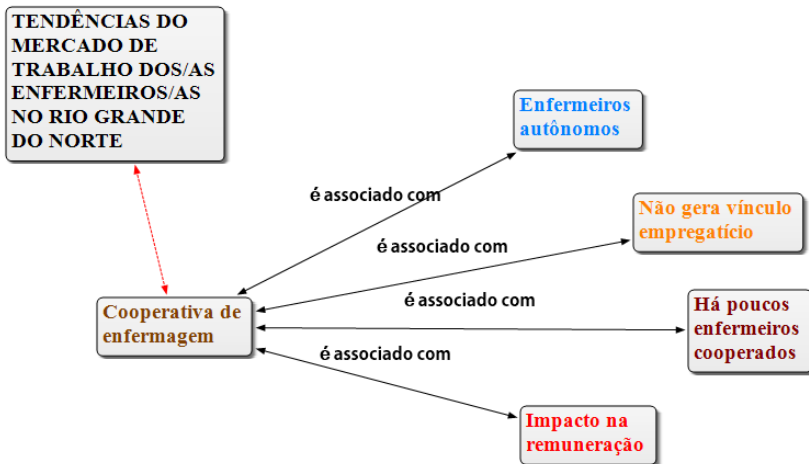 TENDÊNCIAS DO
MERCADO DE
TRABALHO DOS/AS
ENFERMEIROS/AS
NO RIO GRANDE
DO NORTE
Enfermeiros
autônomos
é associado com
Não gera vínculo
empregatício
é associado com
Cooperativa de
enfermagem
é associado com
Há poucos
enfermeiros
cooperados
é associado com
Impacto na
remuneração